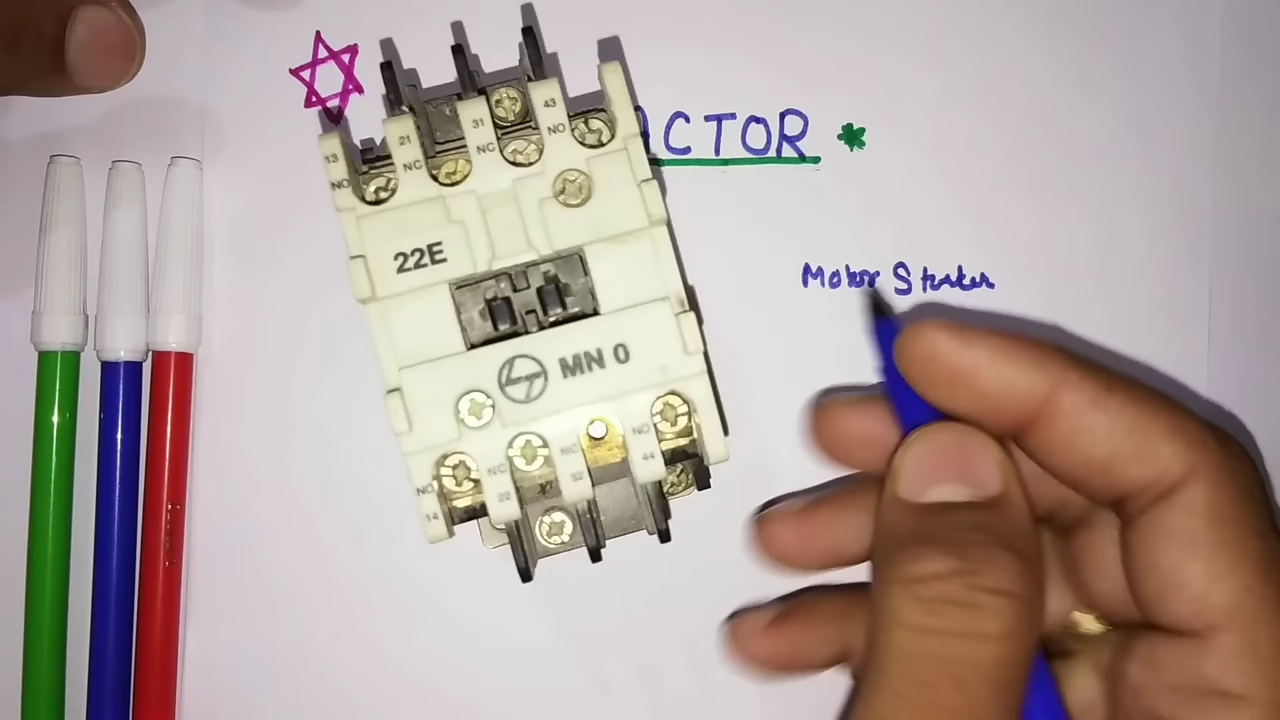 ACTOR
Motor Starter
13 NO
21 NC
31 NC
43 NO
22E
MN 0
NO 14
NC 22
NC 32
NO 44